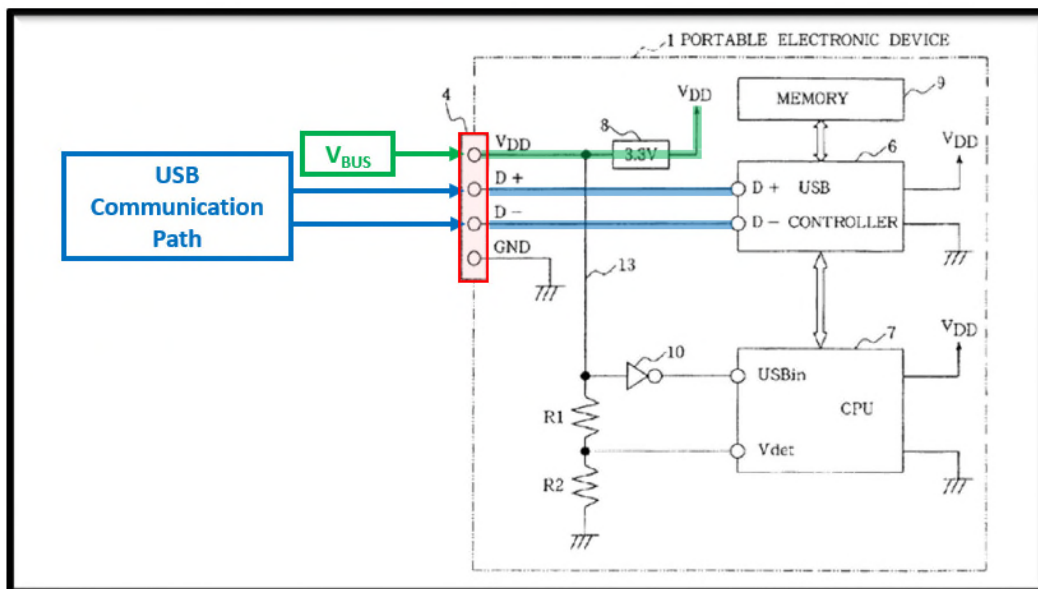 1 PORTABLE ELECTRONIC DEVICE
4
VDD
8
VDD
MEMORY
9
VBUS
3.3V
6
VDD
USB
Communication
Path
D +
D + USB
D −
D − CONTROLLER
GND
13
7
VDD
10
USBin
R1
CPU
Vdet
R2